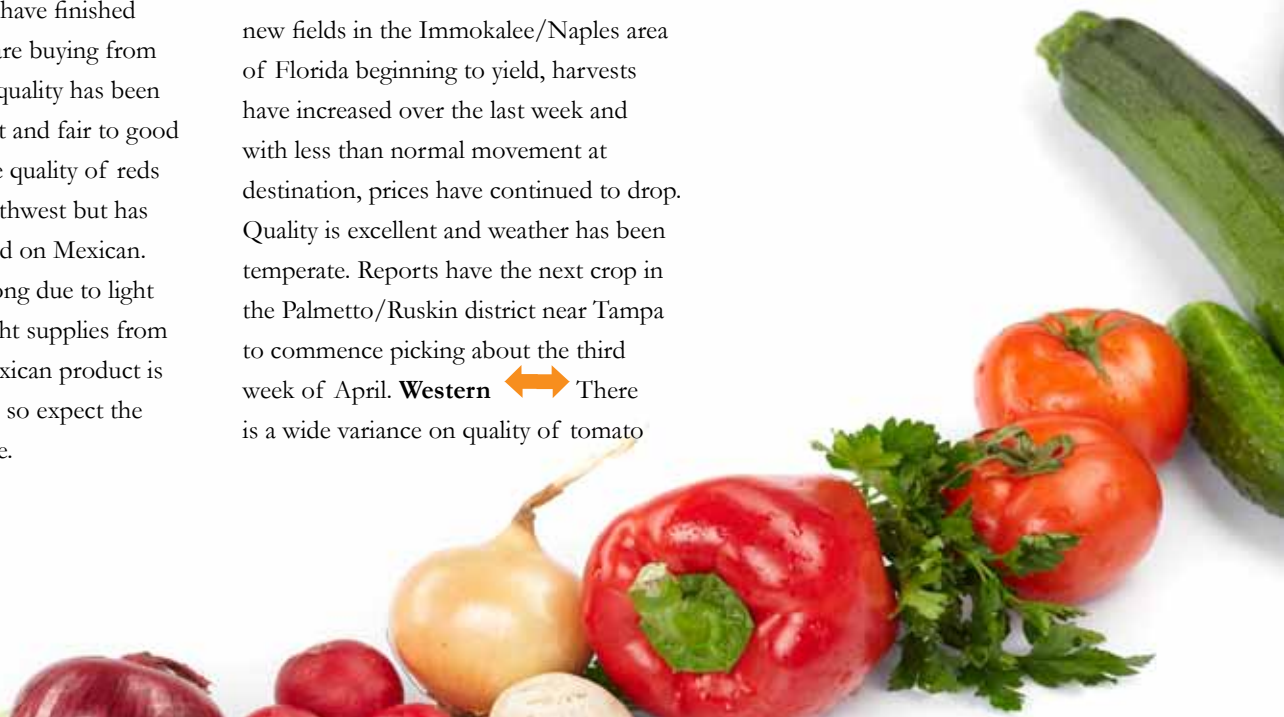 have finished
re buying from
quality has been
t and fair to good
e quality of reds
thwest but has
d on Mexican.
ng due to light
ht supplies from
xican product is
so expect the
e.
new fields in the Immokalee/Naples area
of Florida beginning to yield, harvests
have increased over the last week and
with less than normal movement at
destination, prices have continued to drop.
Quality is excellent and weather has been
temperate. Reports have the next crop in
the Palmetto/Ruskin district near Tampa
to commence picking about the third
week of April. Western There
is a wide variance on quality of tomato